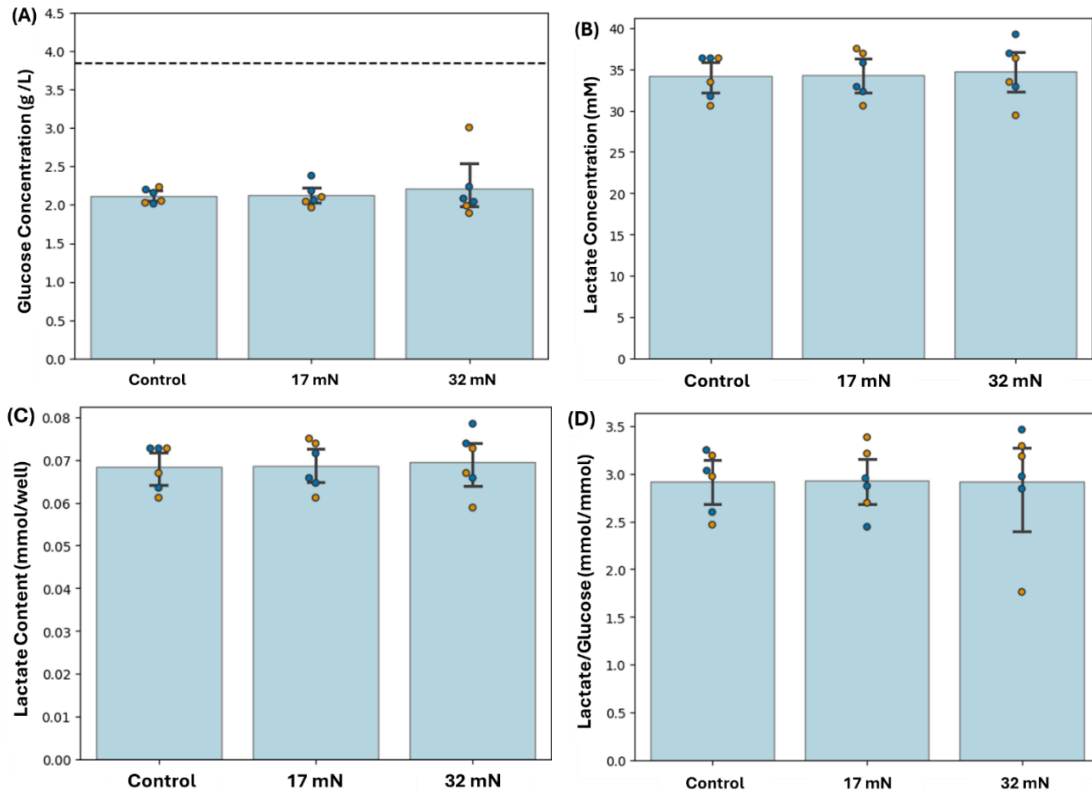 (A)
Glucose Concentration (g /L)
4.5
4.0
3.5
3.0
2.5
2.0
1.5
1.0
0.5
0.0
Control
17 mN
32 mN
(B)
Lactate Concentration (mM)
40
35
30
25
20
15
10
5
0
Control
17 mN
32 mN
(C)
Lactate Content (mmol/well)
0.08
0.07
0.06
0.05
0.04
0.03
0.02
0.01
0.00
Control
17 mN
32 mN
(D)
Lactate/Glucose (mmol/mmol)
3.5
3.0
2.5
2.0
1.5
1.0
0.5
0.0
Control
17 mN
32 mN